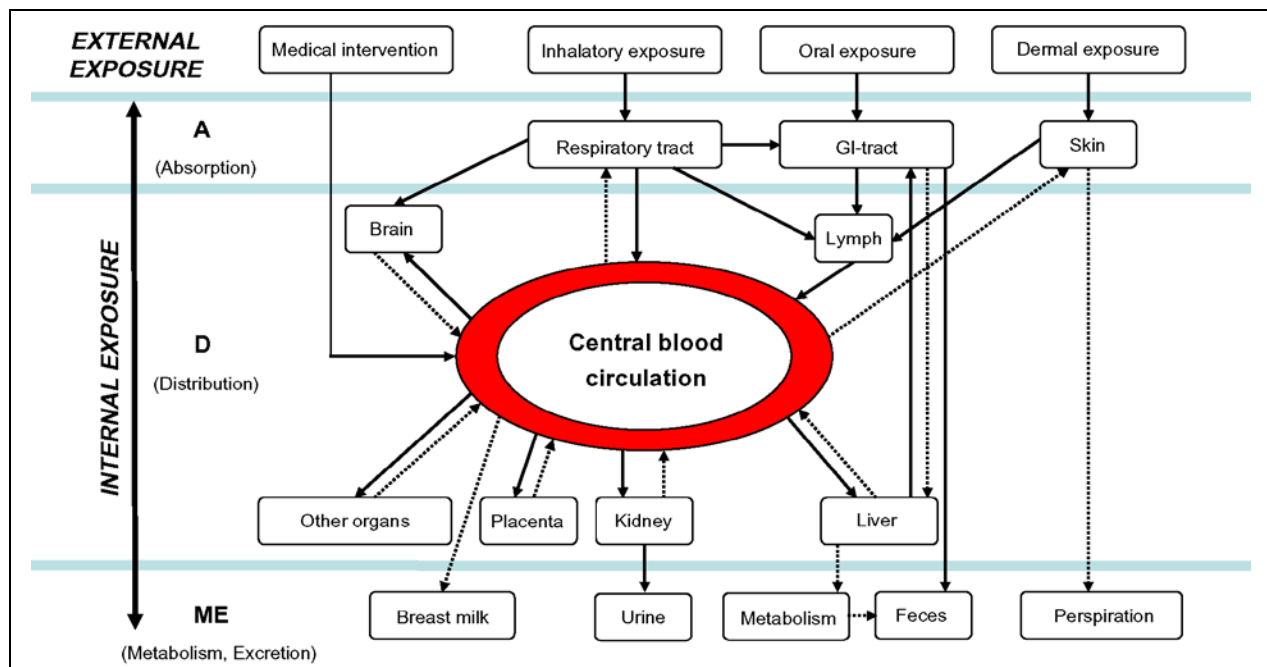 EXTERNAL
EXPOSURE
Medical intervention
Inhalatory exposure
Oral exposure
Dermal exposure
A
(Absorption)
Respiratory tract
GI-tract
Skin
Brain
Lymph
INTERNAL EXPOSURE
D
(Distribution)
Central blood
circulation
Other organs
Placenta
Kidney
Liver
ME
(Metabolism, Excretion)
Breast milk
Urine
Metabolism
Feces
Perspiration